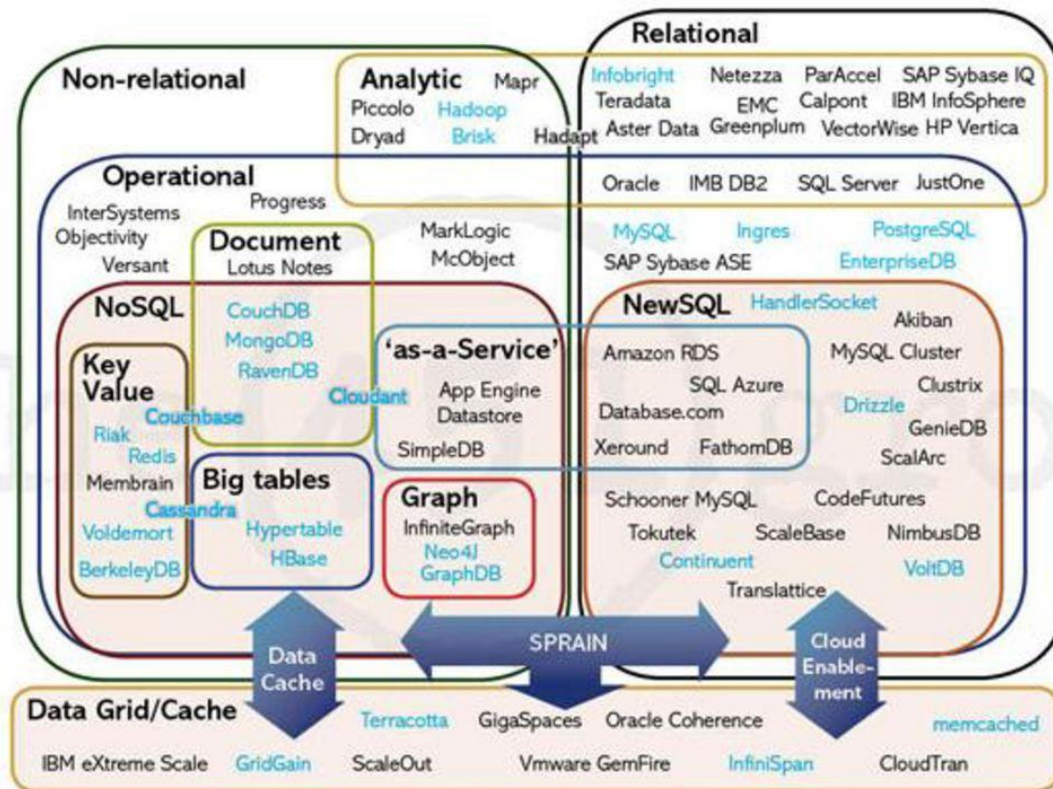 Relational
Non-relational
Analytic Mapr
Piccolo Hadoop
Dryad Brisk Hadapt
Infobright Netezza ParAccel SAP Sybase IQ
Teradata EMC Calpont IBM InfoSphere
Aster Data Greenplum VectorWise HP Vertica
Operational
Oracle IMB DB2 SQL Server JustOne
InterSystems Progress
Objectivity
Versant
MarkLogic
McObject
MySQL Ingres PostgreSQL
SAP Sybase ASE EnterpriseDB
Document
Lotus Notes
CouchDB
MongoDB
RavenDB
Cloudant
NoSQL
Key
Value
Couchbase
Riak
Redis
Membrain
Cassandra
Voldemort
BerkeleyDB
Big tables
Hypertable
HBase
'as-a-Service'
App Engine
Datastore
SimpleDB
Graph
InfiniteGraph
Neo4J
GraphDB
NewSQL HandlerSocket
Akiban
Amazon RDS MySQL Cluster
SQL Azure Clustrix
Database.com Drizzle
GenieDB
Xeround FathomDB ScalArc
Schooner MySQL CodeFutures
Tokutek ScaleBase NimbusDB
Continuent VoltDB
Translattice
Data
Cache
SPRAIN
Cloud
Enable-
ment
Data Grid/Cache
Terracotta GigaSpaces Oracle Coherence memcached
IBM eXtreme Scale GridGain ScaleOut Vmware GemFire InfiniSpan CloudTran